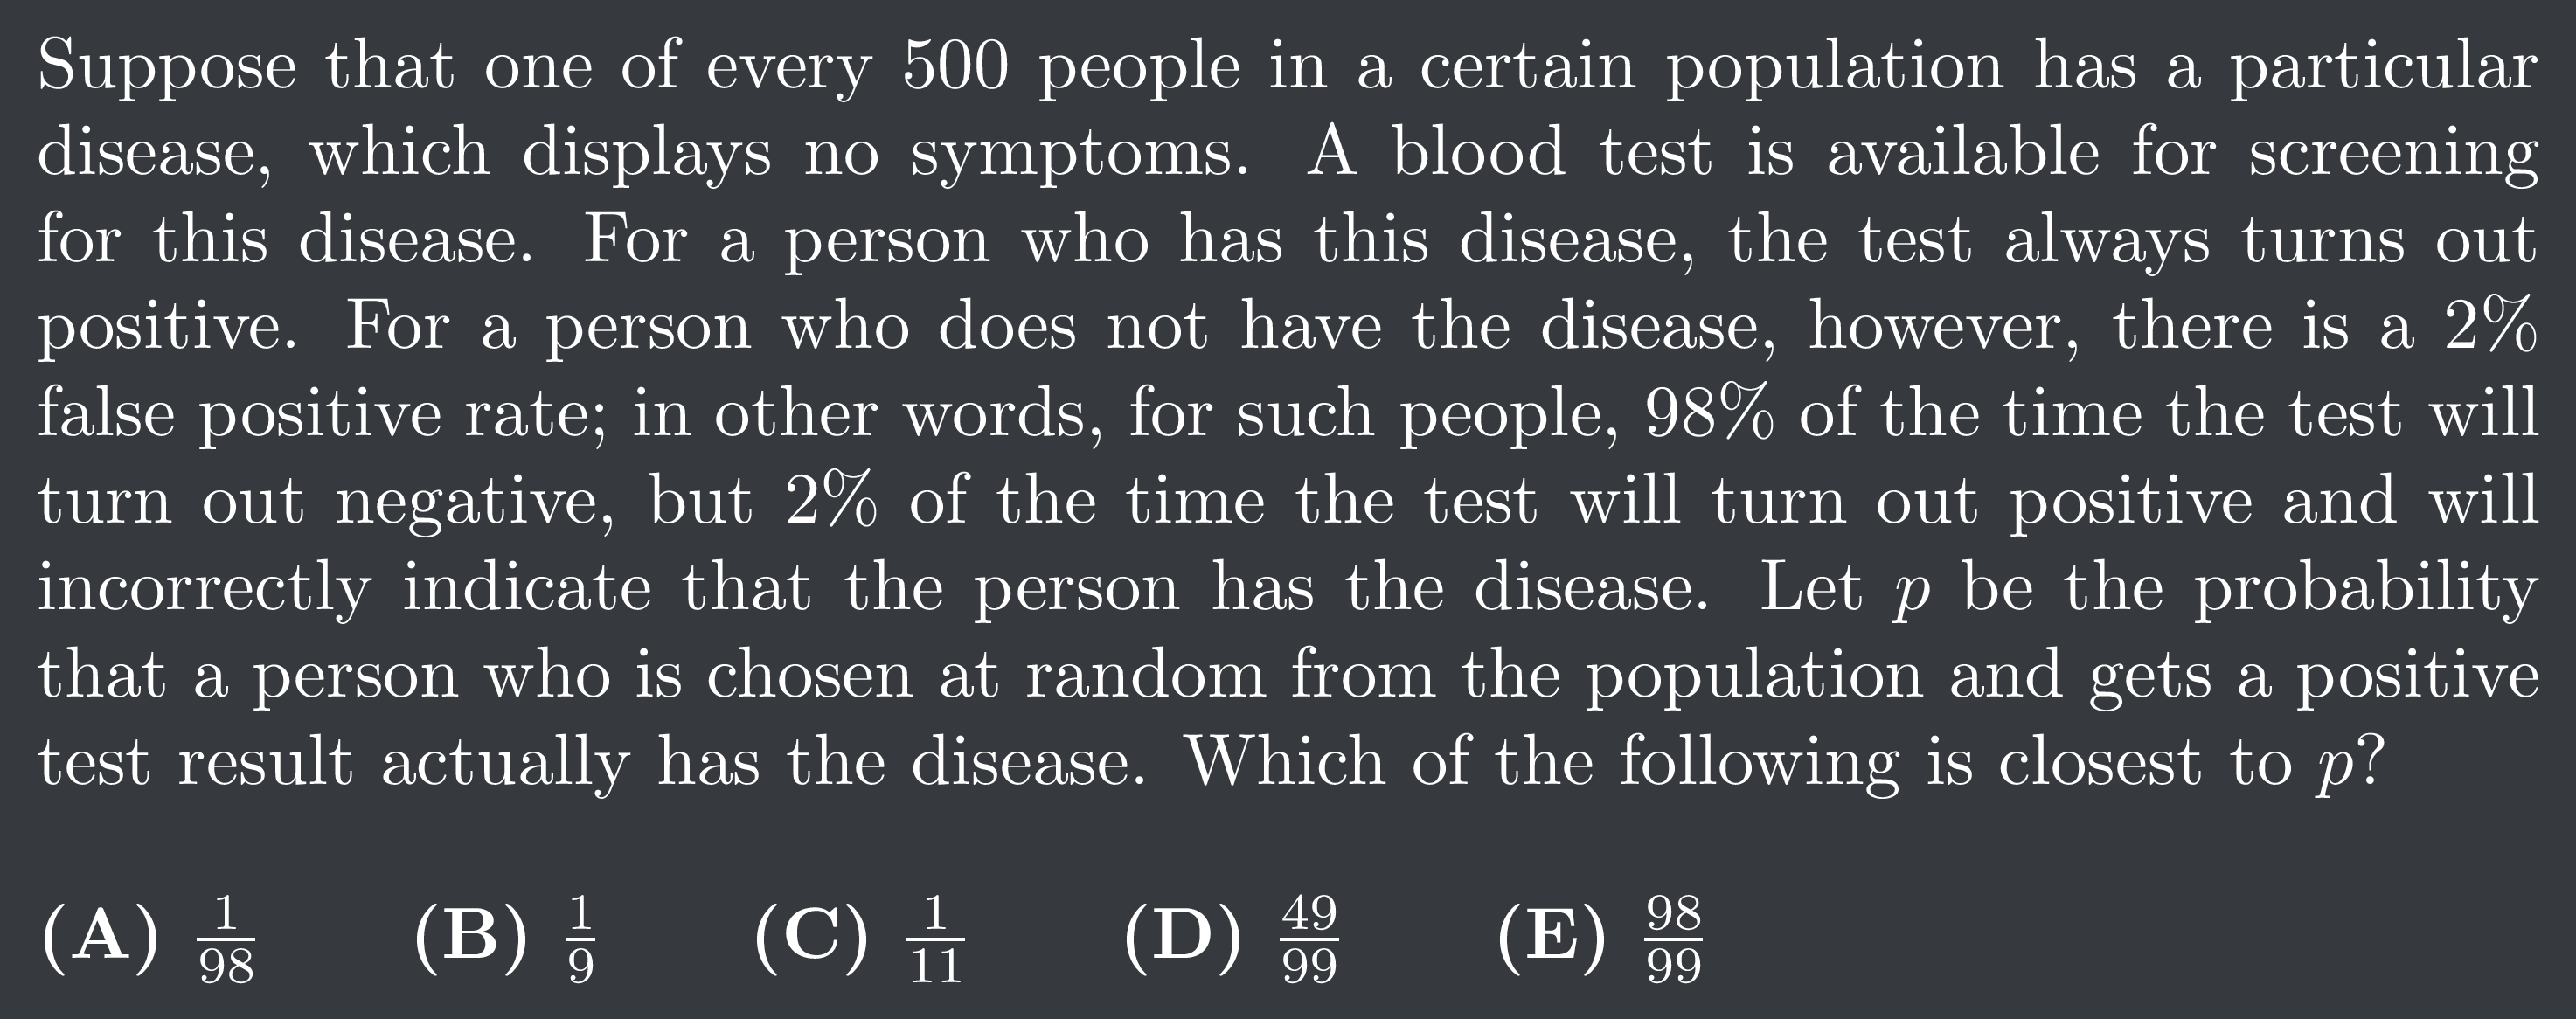 Suppose that one of every 500 people in a certain population has a particular
disease, which displays no symptoms. A blood test is available for screening
for this disease. For a person who has this disease, the test always turns out
positive. For a person who does not have the disease, however, there is a 2%
false positive rate; in other words, for such people, 98% of the time the test will
turn out negative, but 2% of the time the test will turn out positive and will
incorrectly indicate that the person has the disease. Let p be the probability
that a person who is chosen at random from the population and gets a positive
test result actually has the disease. Which of the following is closest to p?
(A) 1/98 (B) 1/9 (C) 1/11 (D) 49/99 (E) 98/99